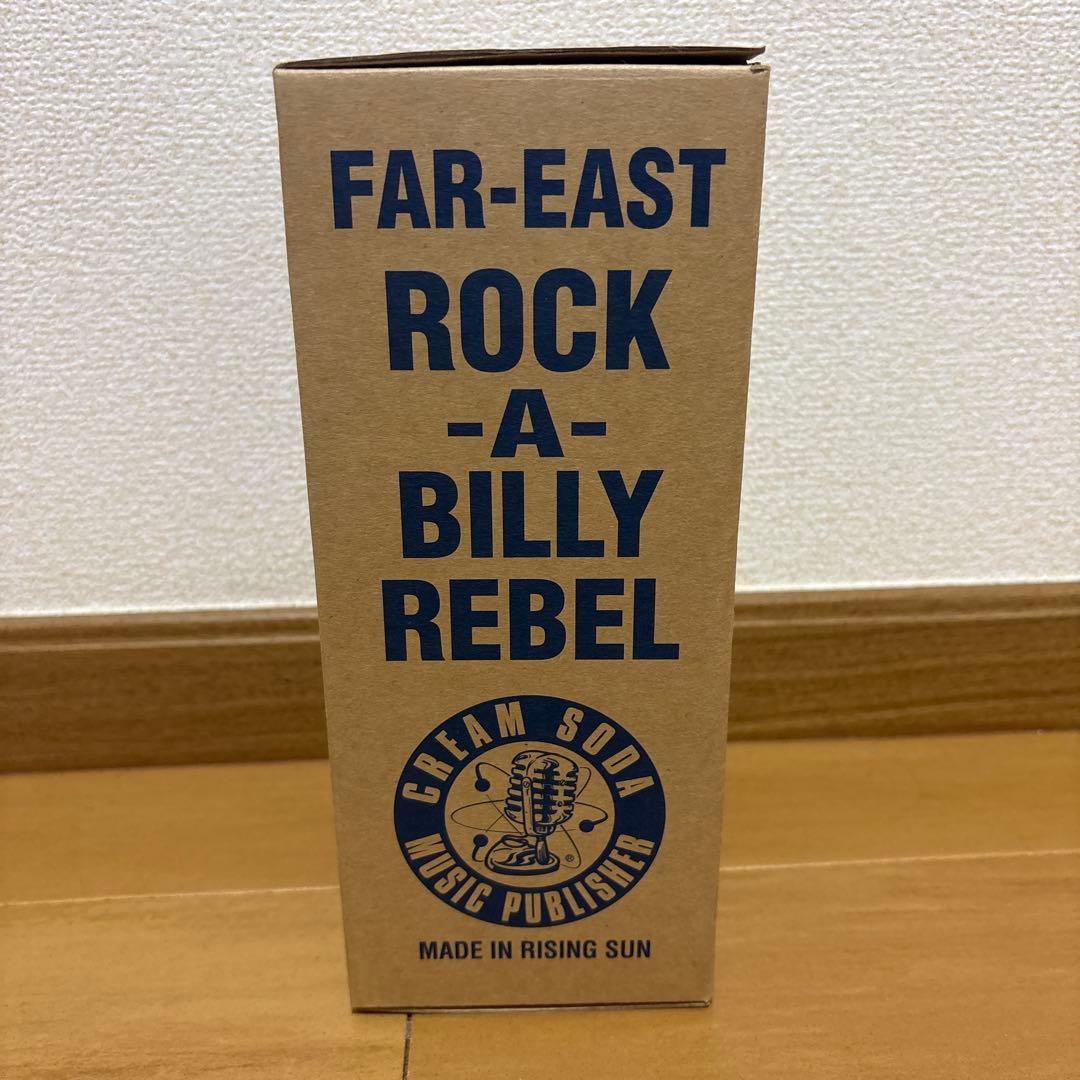 FAR-EAST
ROCK
-A-
BILLY
REBEL
CREAM SODA
MUSIC PUBLISHER
®
MADE IN RISING SUN